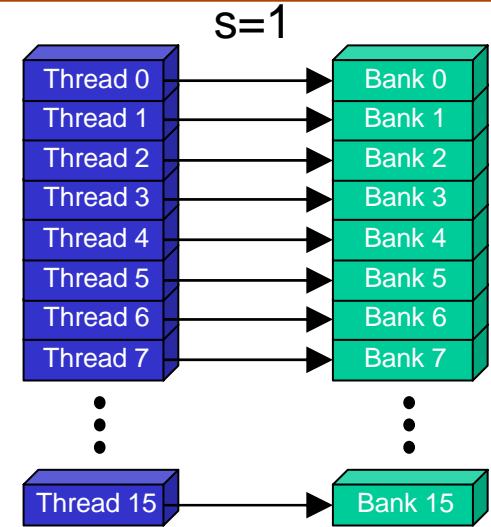 s=1
Thread 0 Bank 0
Thread 1 Bank 1
Thread 2 Bank 2
Thread 3 Bank 3
Thread 4 Bank 4
Thread 5 Bank 5
Thread 6 Bank 6
Thread 7 Bank 7
Thread 15 Bank 15